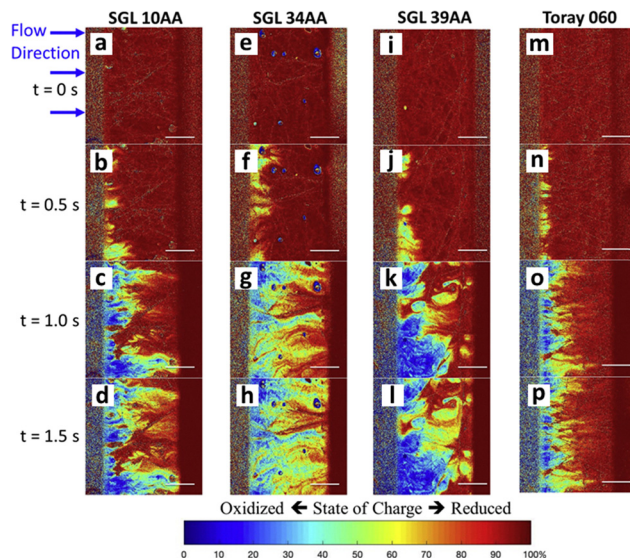 SGL 10AA SGL 34AA SGL 39AA Toray 060
Flow
Direction
t = 0 s
a e i m
t = 0.5 s
b f j n
t = 1.0 s
c g k o
t = 1.5 s
d h l p
Oxidized ← State of Charge → Reduced
0 10 20 30 40 50 60 70 80 90 100%